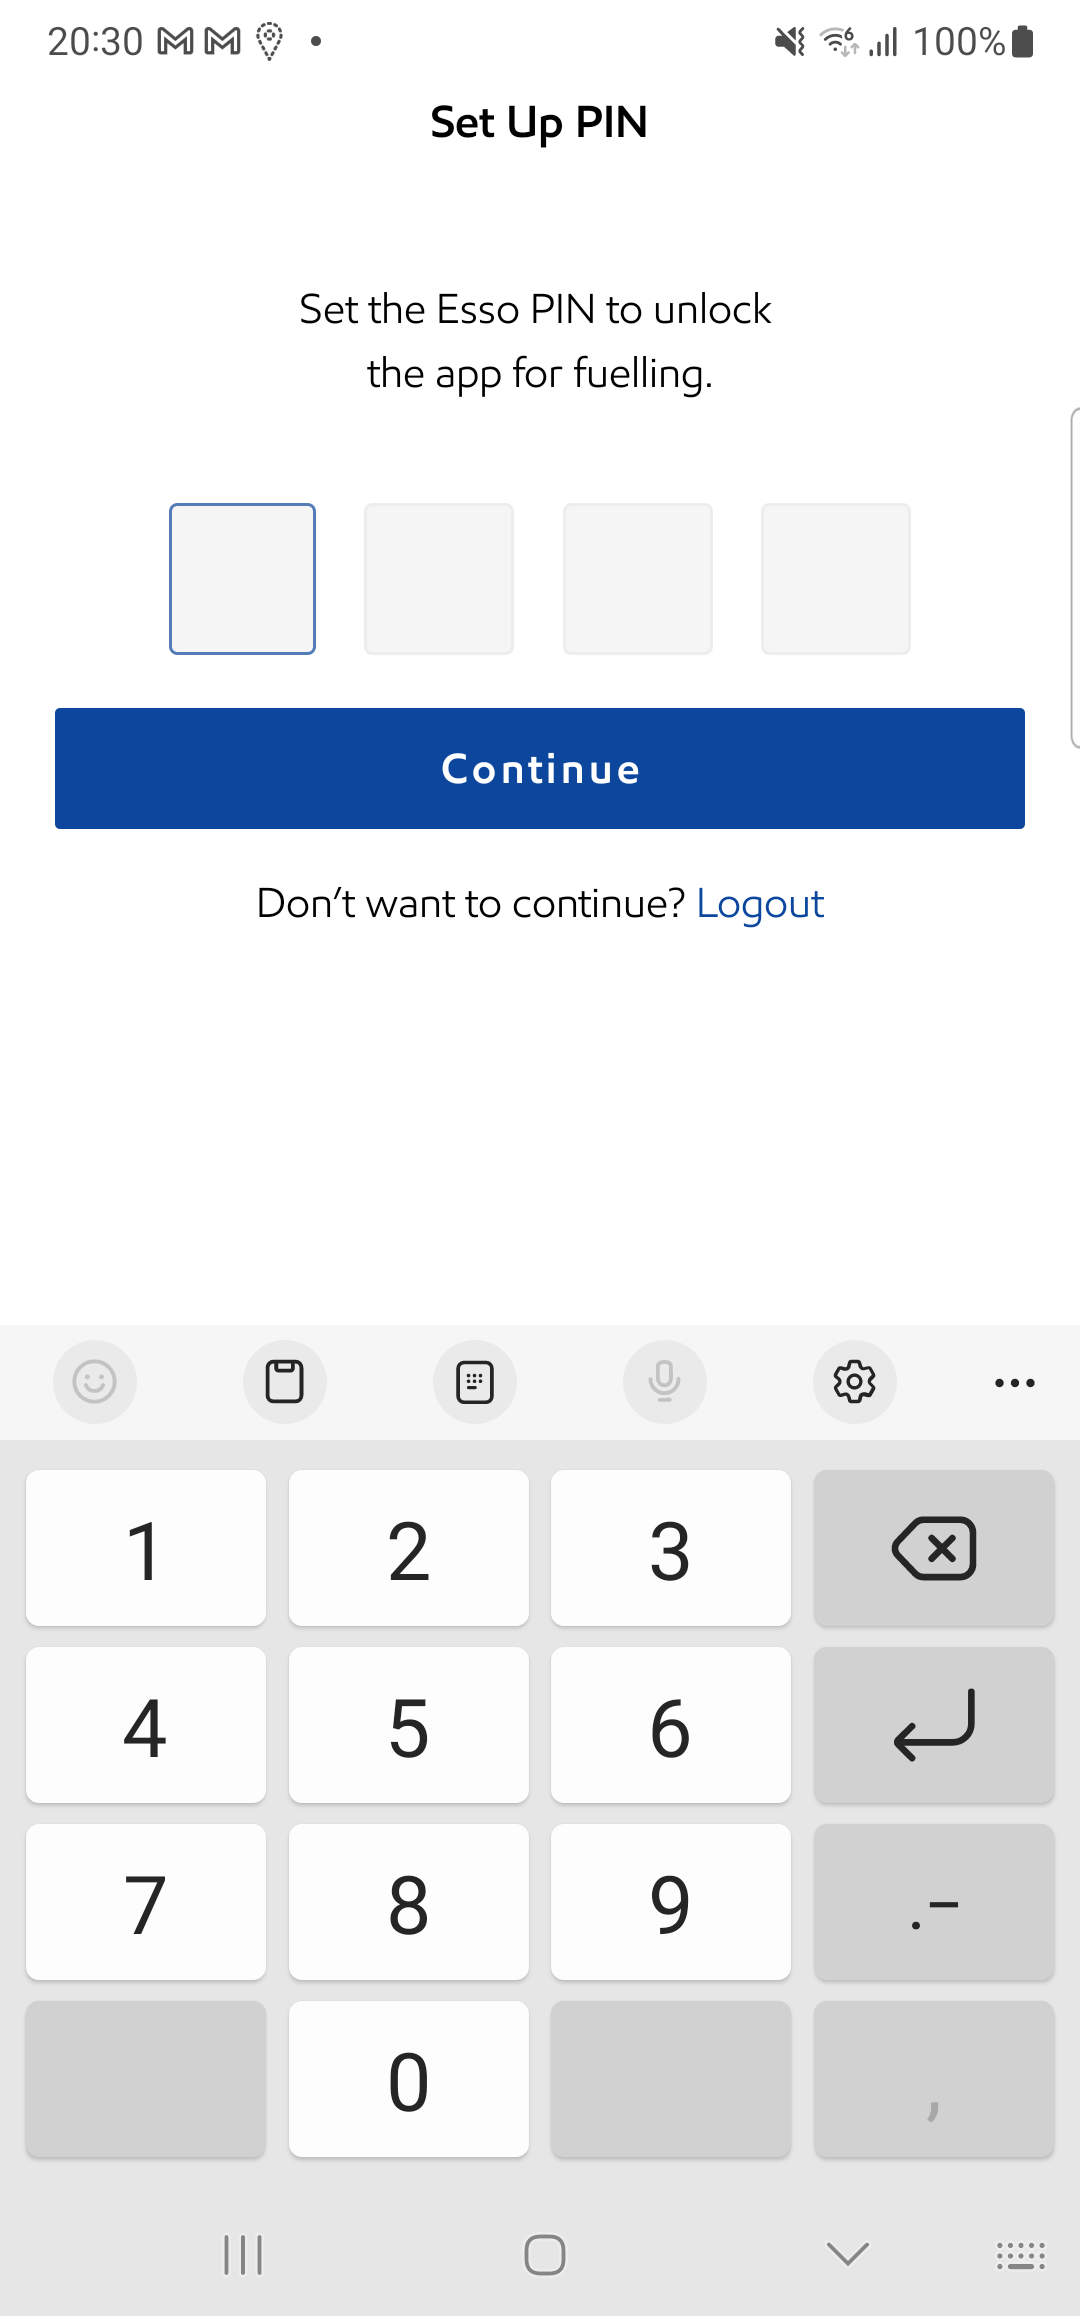 20:30 100%
Set Up PIN
Set the Esso PIN to unlock
the app for fuelling.
Continue
Don’t want to continue? Logout
1 2 3
4 5 6
7 8 9 .-
0 ,